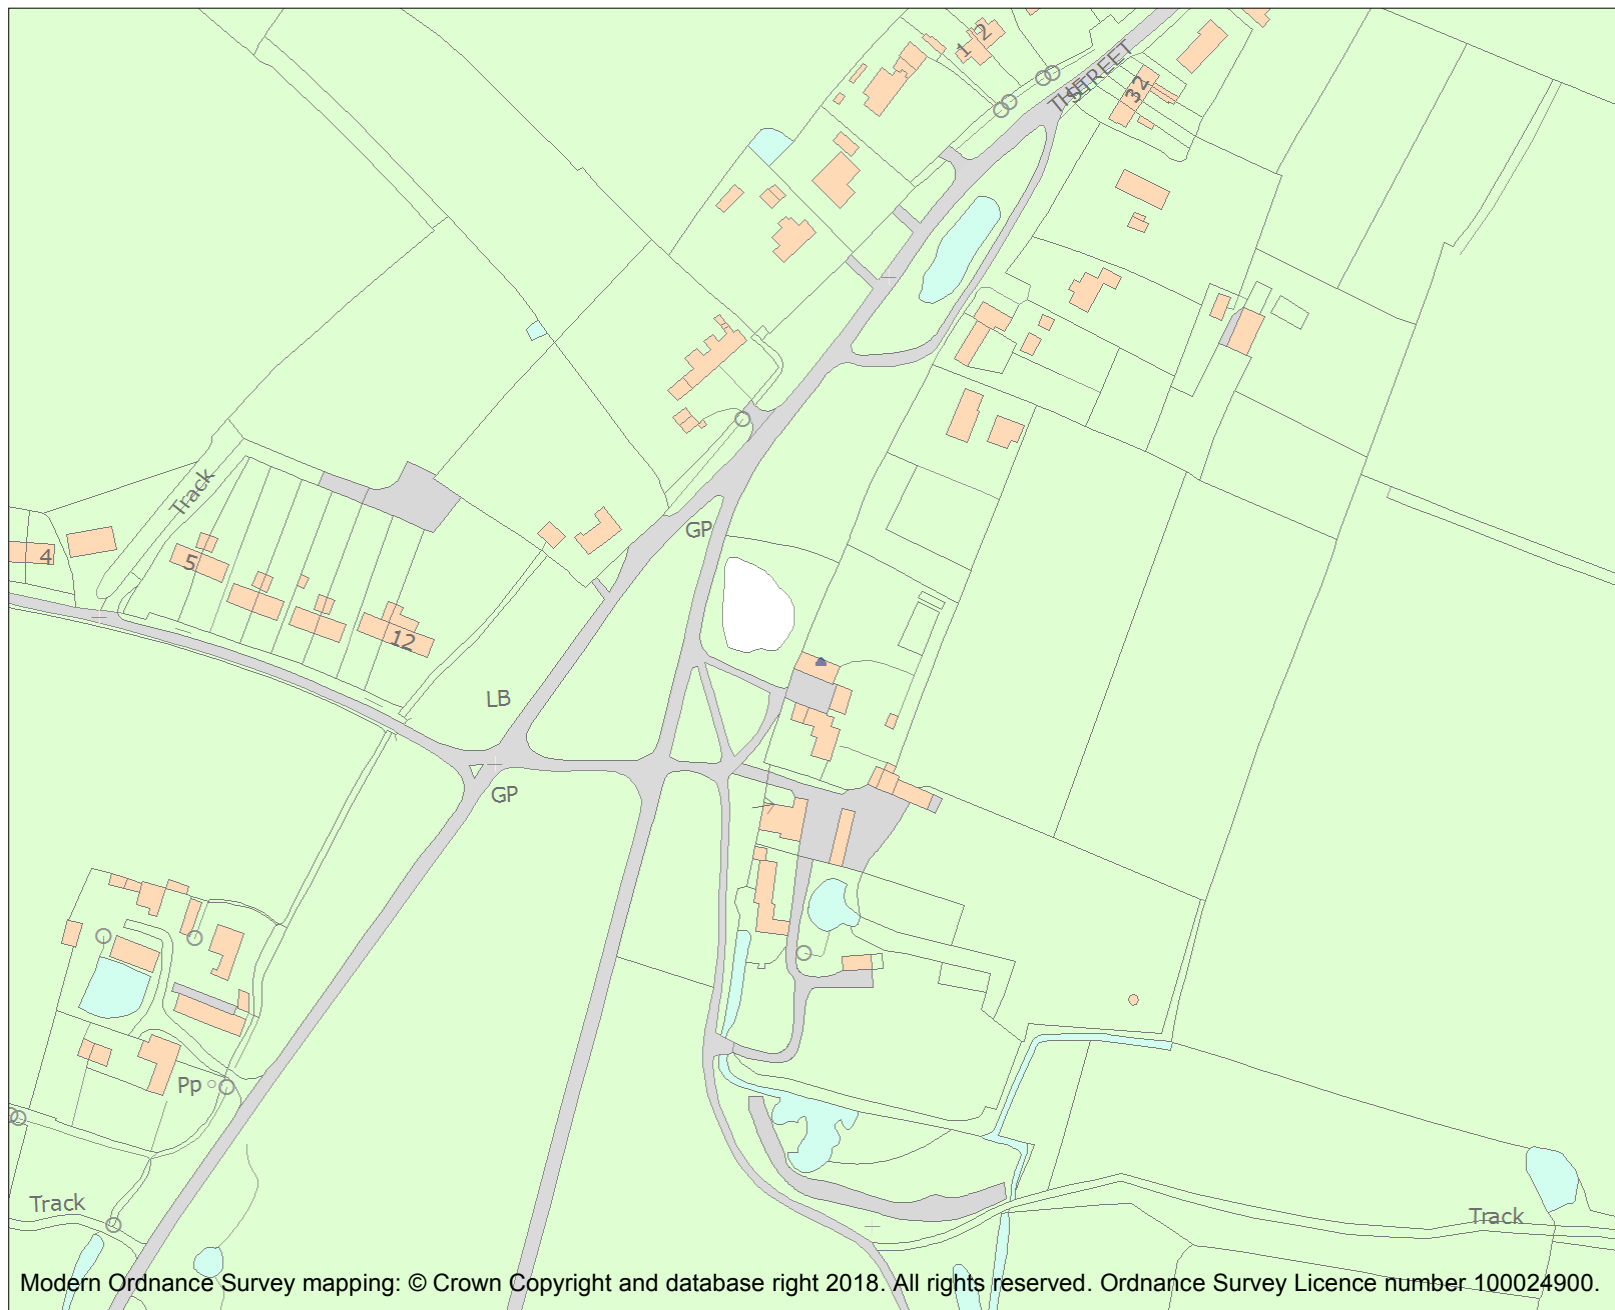 1 2
THE STREET
32
Track
GP
4
5
12
LB
GP
Pp
Track
Track
Modern Ordnance Survey mapping: © Crown Copyright and database right 2018. All rights reserved. Ordnance Survey Licence number 100024900.